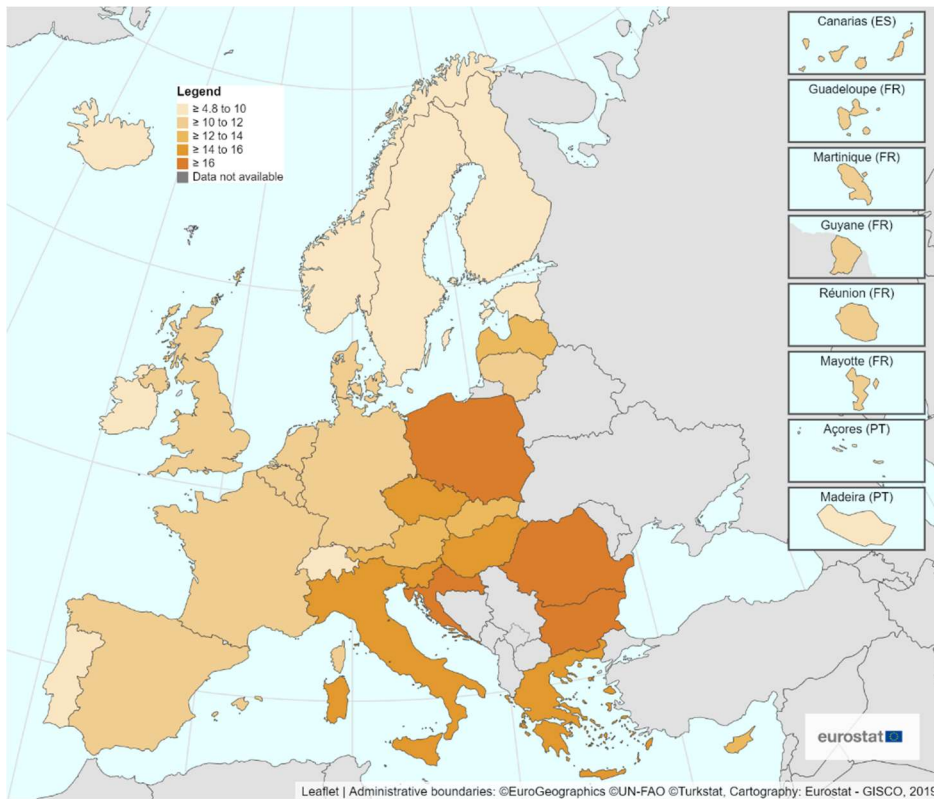 Legend
≥ 4.8 to 10
≥ 10 to 12
≥ 12 to 14
≥ 14 to 16
≥ 16
Data not available
Canarias (ES)
Guadeloupe (FR)
Martinique (FR)
Guyane (FR)
Réunion (FR)
Mayotte (FR)
Açores (PT)
Madeira (PT)
eurostat
Leaflet | Administrative boundaries: ©EuroGeographics ©UN-FAO ©Turkstat, Cartography: Eurostat - GISCO, 2019